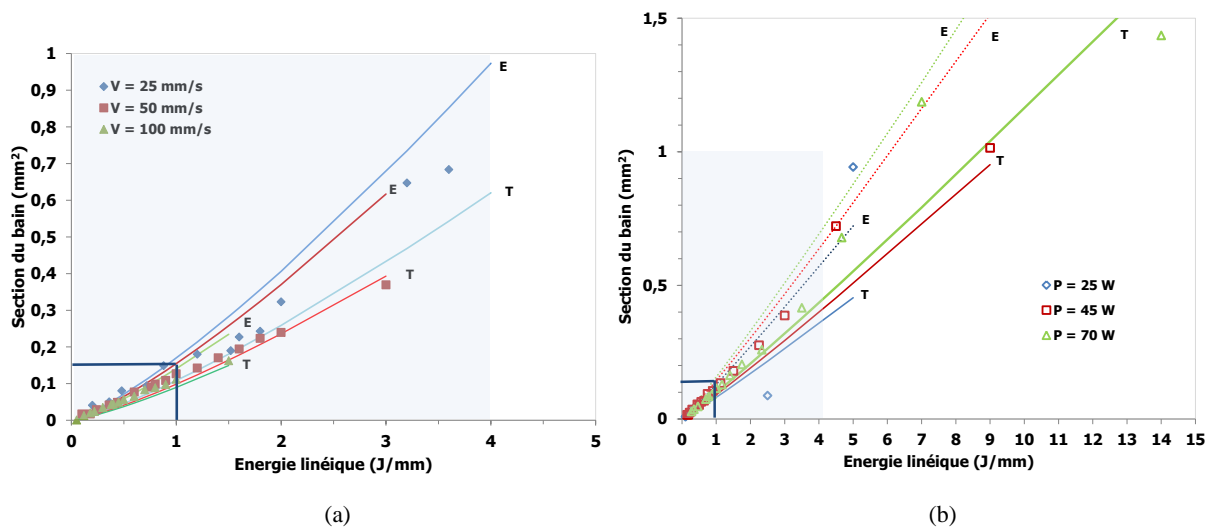 (a)
Section du bain (mm²)
1
0,9
0,8
0,7
0,6
0,5
0,4
0,3
0,2
0,1
0
V = 25 mm/s
V = 50 mm/s
V = 100 mm/s
E
E
T
T
E
T
0 1 2 3 4 5
Energie linéique (J/mm)
(a)
(b)
Section du bain (mm²)
1,5
1
0,5
0
E
E
T
T
E
T
P = 25 W
P = 45 W
P = 70 W
0 1 2 3 4 5 6 7 8 9 10 11 12 13 14 15
Energie linéique (J/mm)
(b)